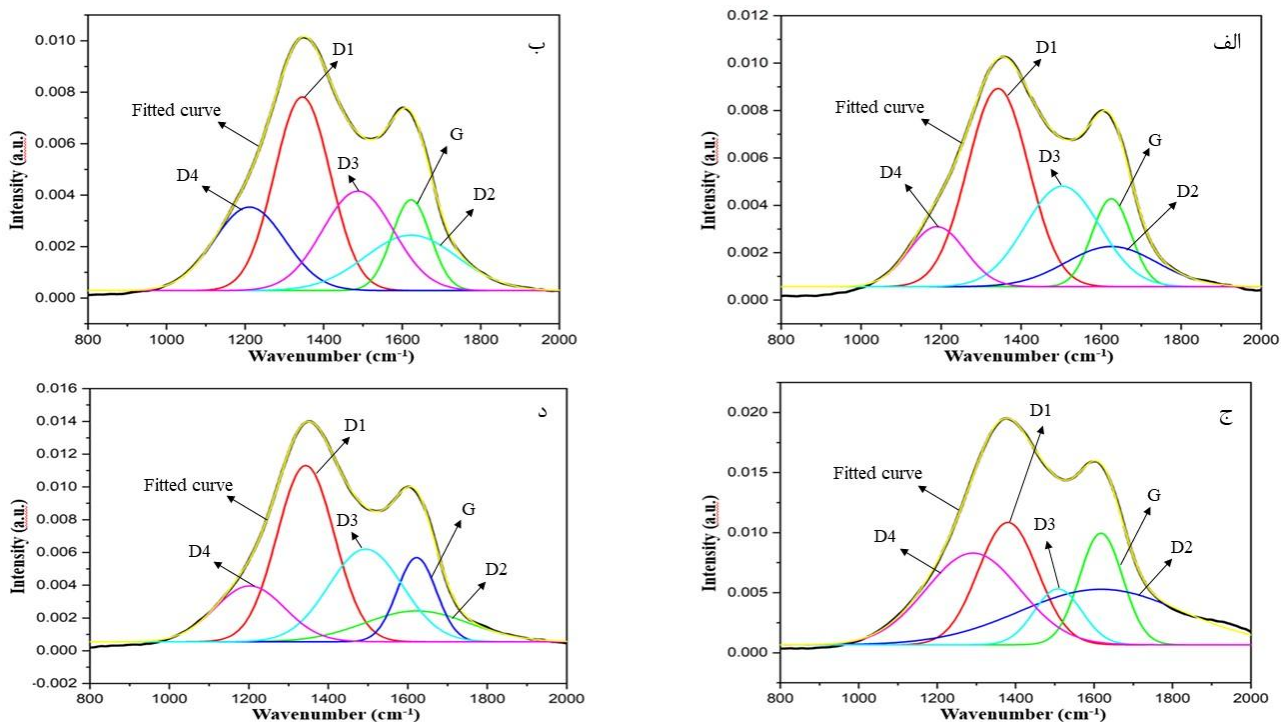 ب
0.010
0.008
0.006
0.004
0.002
0.000
Intensity (a.u.)
D1
Fitted curve
D4
D3
G
D2
800 1000 1200 1400 1600 1800 2000
Wavenumber (cm⁻¹)
الف
0.012
0.010
0.008
0.006
0.004
0.002
0.000
Intensity (a.u.)
D1
Fitted curve
D4
D3
G
D2
800 1000 1200 1400 1600 1800 2000
Wavenumber (cm⁻¹)
د
0.016
0.014
0.012
0.010
0.008
0.006
0.004
0.002
0.000
-0.002
Intensity (a.u.)
D1
Fitted curve
D4
D3
G
D2
800 1000 1200 1400 1600 1800 2000
Wavenumber (cm⁻¹)
ج
0.020
0.015
0.010
0.005
0.000
Intensity (a.u.)
D1
Fitted curve
D4
D3
G
D2
800 1000 1200 1400 1600 1800 2000
Wavenumber (cm⁻¹)